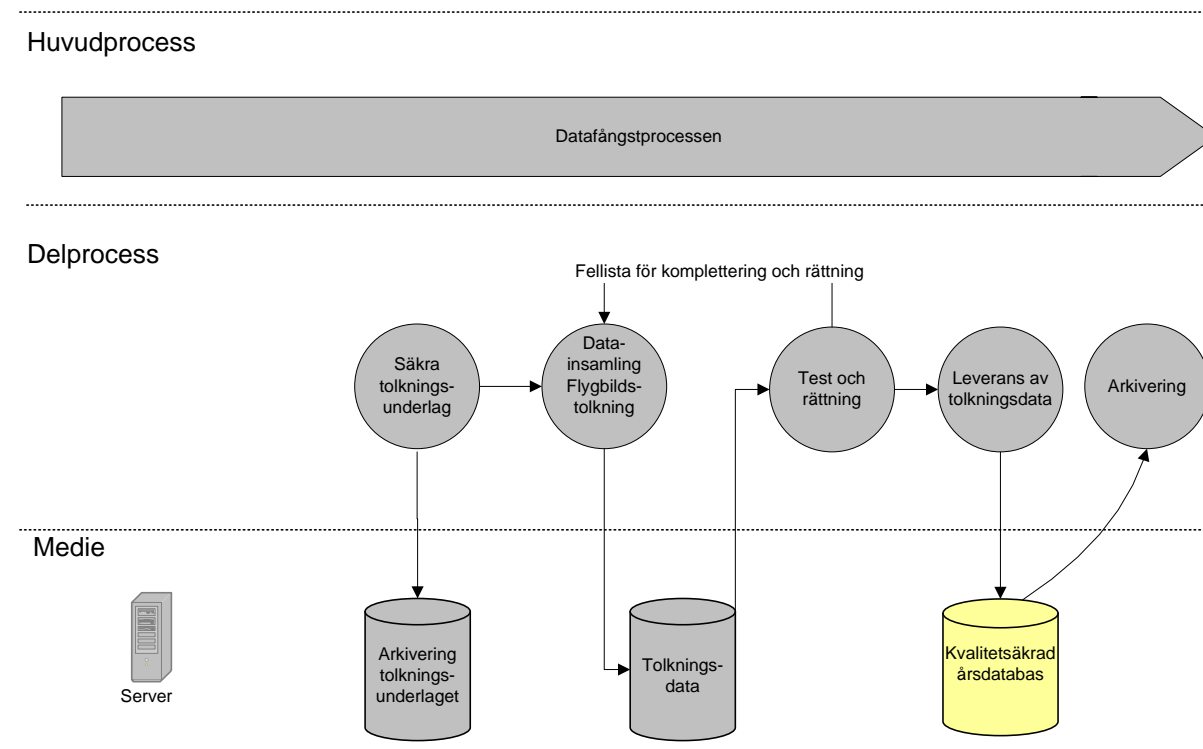 Huvudprocess
Datafångstprocessen
Delprocess
Fellista för komplettering och rättning
Säkra
tolknings-
underlag
Data-
insamling
Flygbilds-
tolkning
Test och
rättning
Leverans av
tolkningsdata
Arkivering
Medie
Server
Arkivering
tolknings-
underlaget
Tolknings-
data
Kvalitetsäkrad
årsdatabas